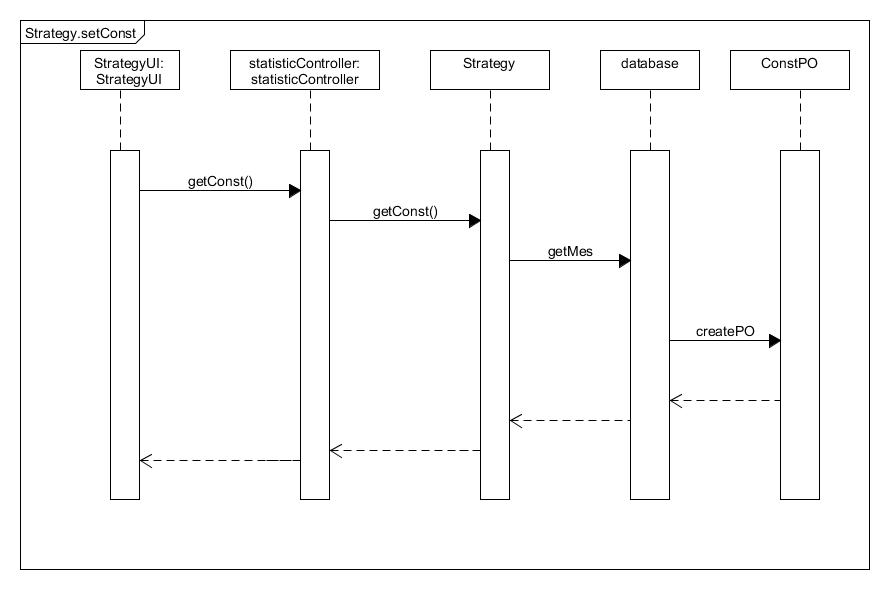 Strategy.setConst
StrategyUI:
StrategyUI
statisticController:
statisticController
Strategy
database
ConstPO
getConst()
getConst()
getMes
createPO